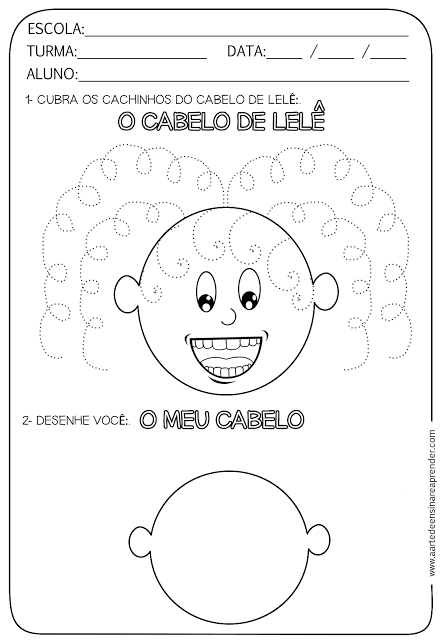 ESCOLA:
TURMA: DATA: / / 
ALUNO:
1- CUBRA OS CACHINHOS DO CABELO DE LELÊ:.
O CABELO DE LELÊ
2- DESENHE VOCÊ:. O MEU CABELO
www.aartedeensinareaprender.com